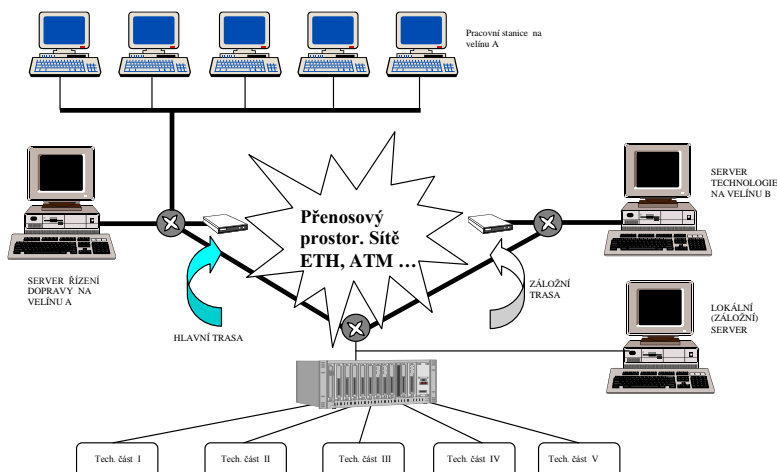 Pracovní stanice na
velínu A
SERVER
TECHNOLOGIE
NA VELÍNU B
Přenosový
prostor. Sítě
ETH, ATM ...
SERVER ŘÍZENÍ
DOPRAVY NA
VELÍNU A
ZÁLOŽNÍ
TRASA
LOKÁLNÍ
(ZÁLOŽNÍ)
SERVER
HLAVNÍ TRASA
Tech. část I
Tech. část II
Tech. část III
Tech. část IV
Tech. část V